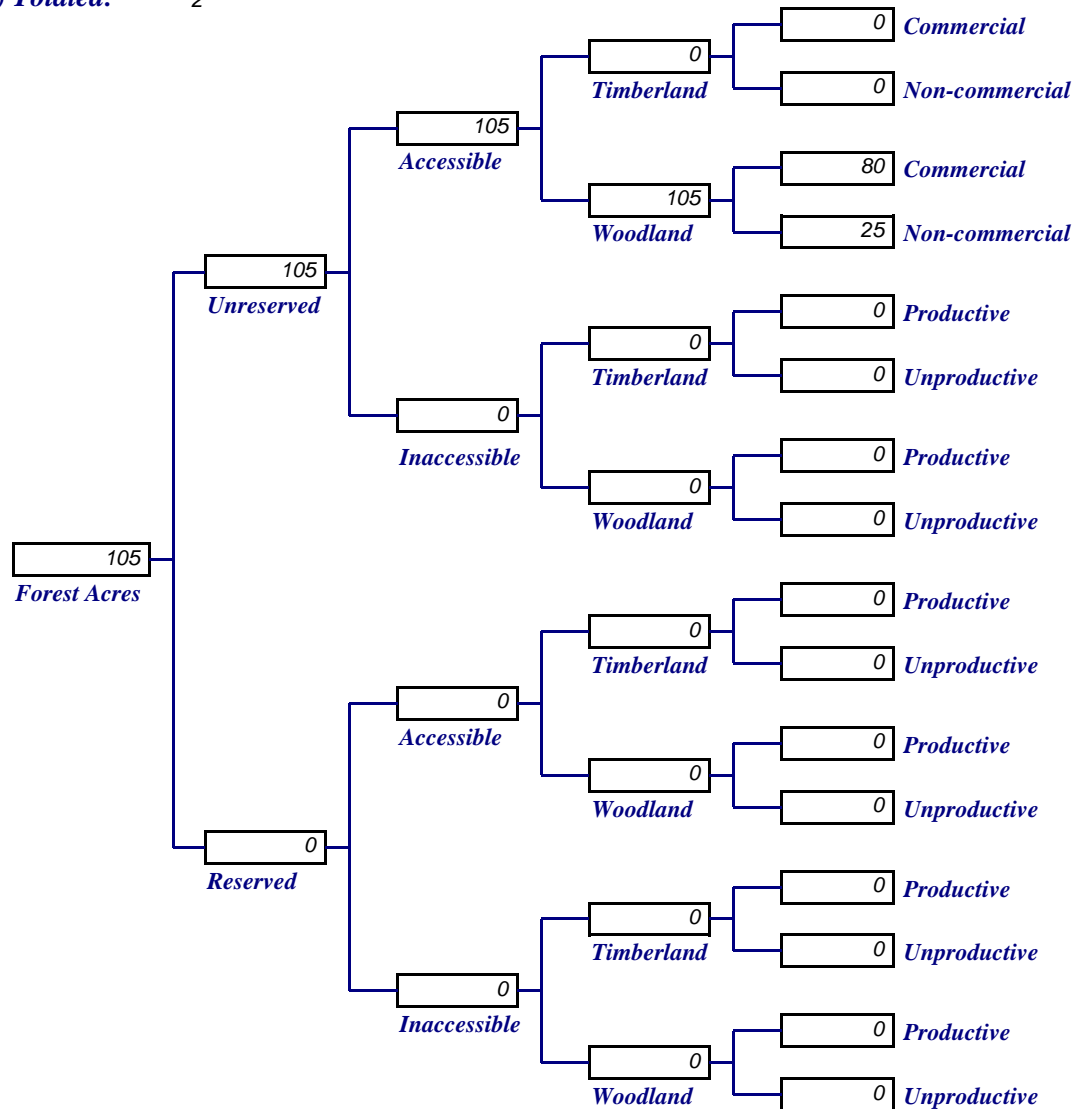 ) Totaled: 2
0 Commercial
0
Timberland
0 Non-commercial
105
Accessible
80 Commercial
105
Woodland
25 Non-commercial
105
Unreserved
0 Productive
0
Timberland
0 Unproductive
0
Inaccessible
0 Productive
0
Woodland
0 Unproductive
105
Forest Acres
0 Productive
0
Timberland
0 Unproductive
0
Accessible
0 Productive
0
Woodland
0 Unproductive
0
Reserved
0 Productive
0
Timberland
0 Unproductive
0
Inaccessible
0 Productive
0
Woodland
0 Unproductive